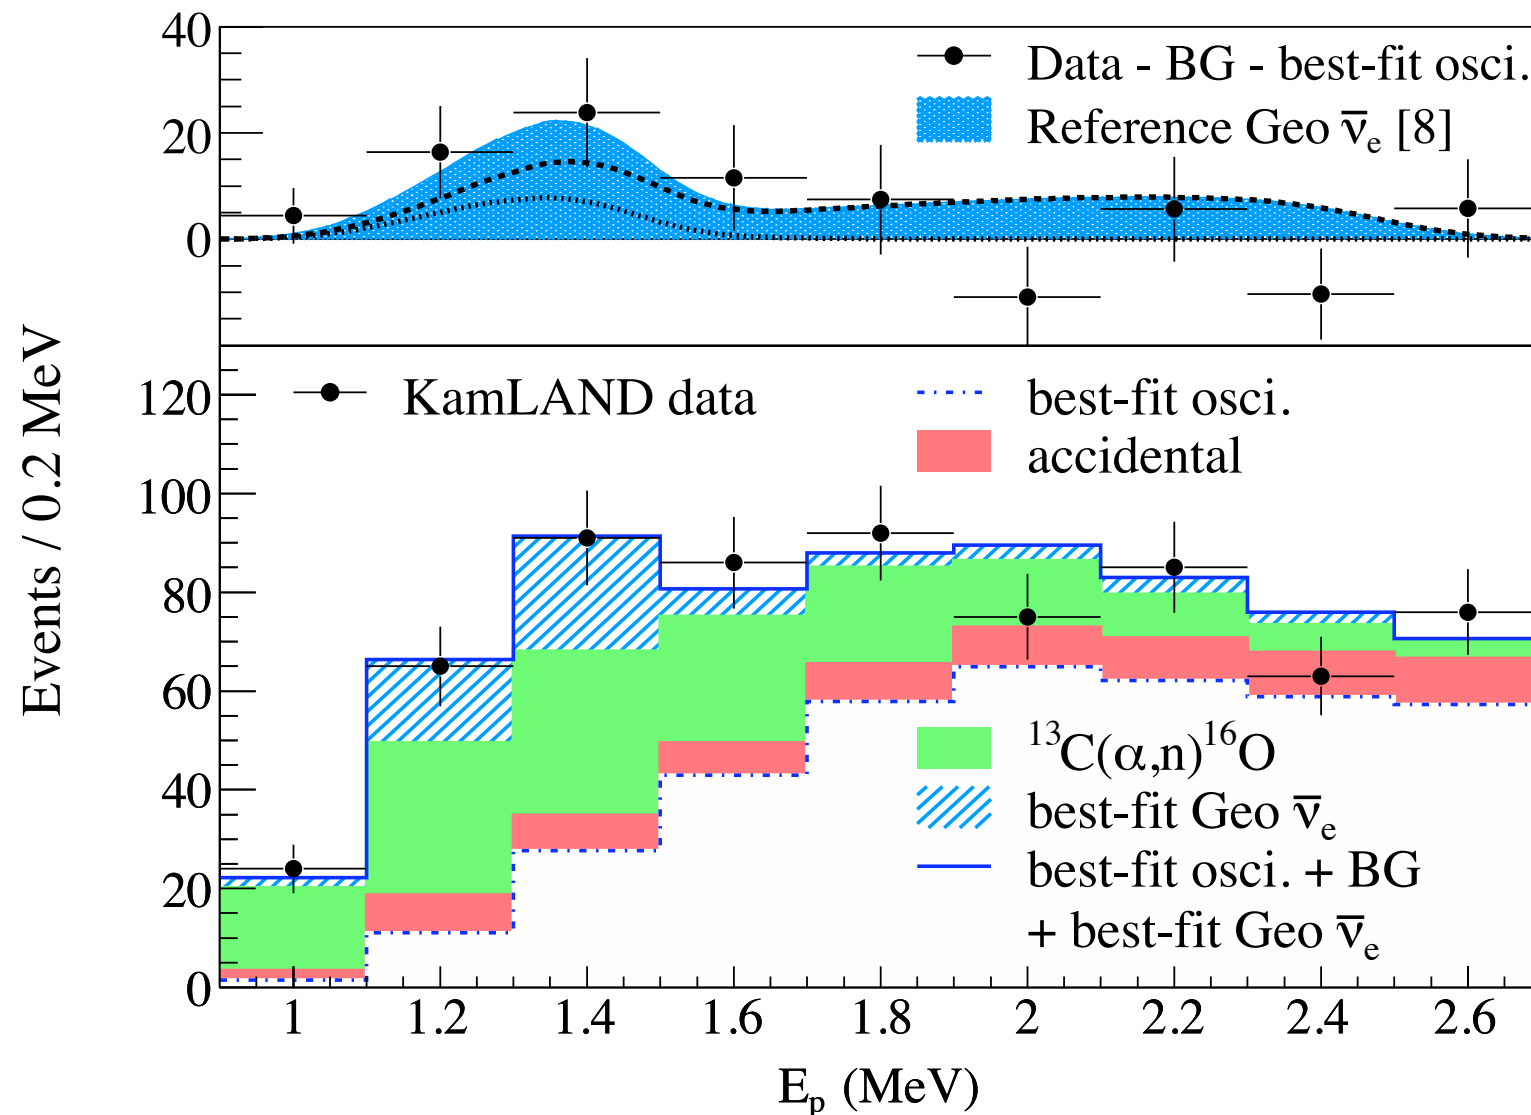 40
20
0
Data - BG - best-fit osci.
Reference Geo ν̅e [8]
Events / 0.2 MeV
120
100
80
60
40
20
0
KamLAND data
best-fit osci.
accidental
¹³C(α,n)¹⁶O
best-fit Geo ν̅e
best-fit osci. + BG
+ best-fit Geo ν̅e
1 1.2 1.4 1.6 1.8 2 2.2 2.4 2.6
Ep (MeV)